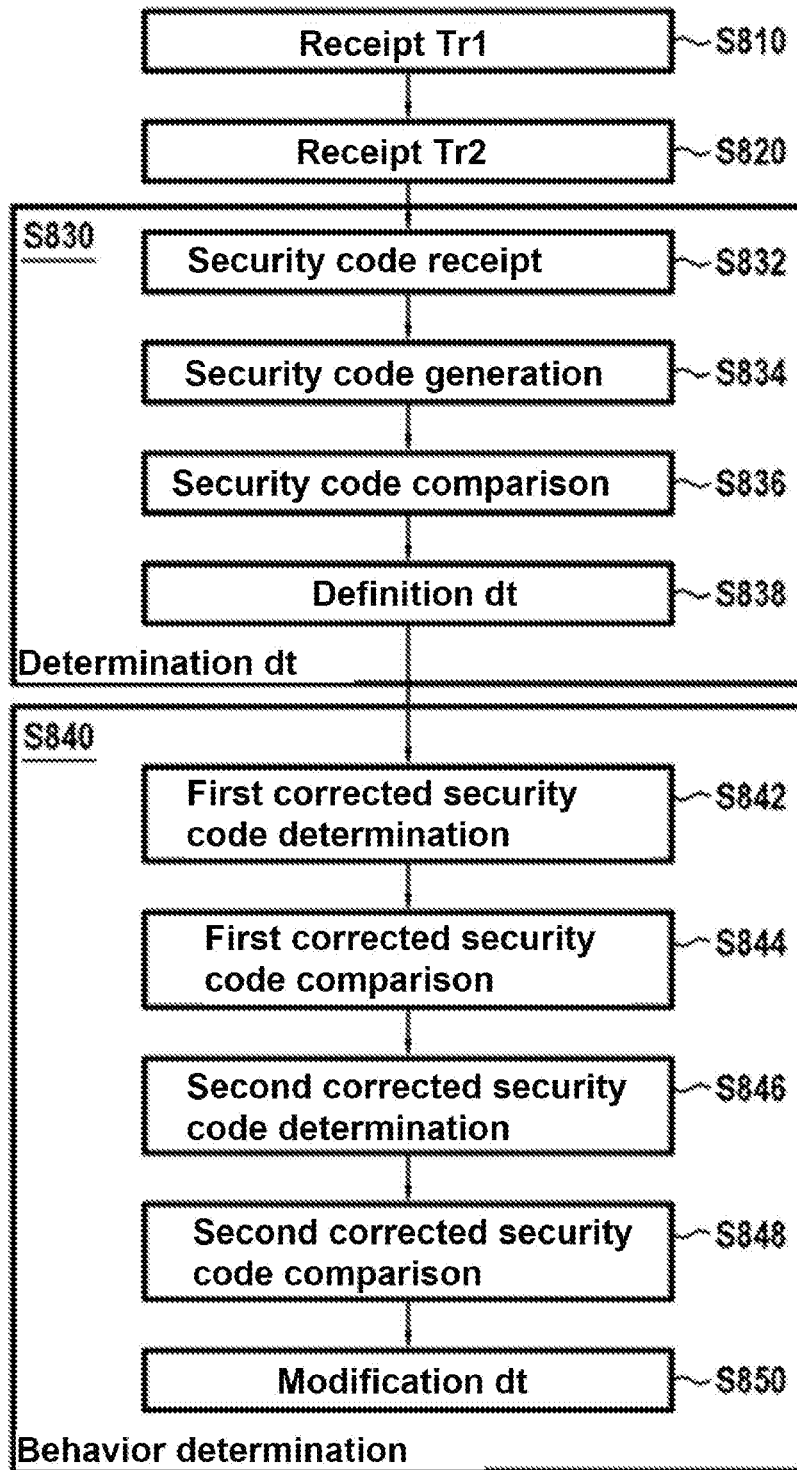 Receipt Tr1
S810
Receipt Tr2
S820
S830
Security code receipt
S832
Security code generation
S834
Security code comparison
S836
Definition dt
S838
Determination dt
S840
First corrected security
code determination
S842
First corrected security
code comparison
S844
Second corrected security
code determination
S846
Second corrected security
code comparison
S848
Modification dt
S850
Behavior determination